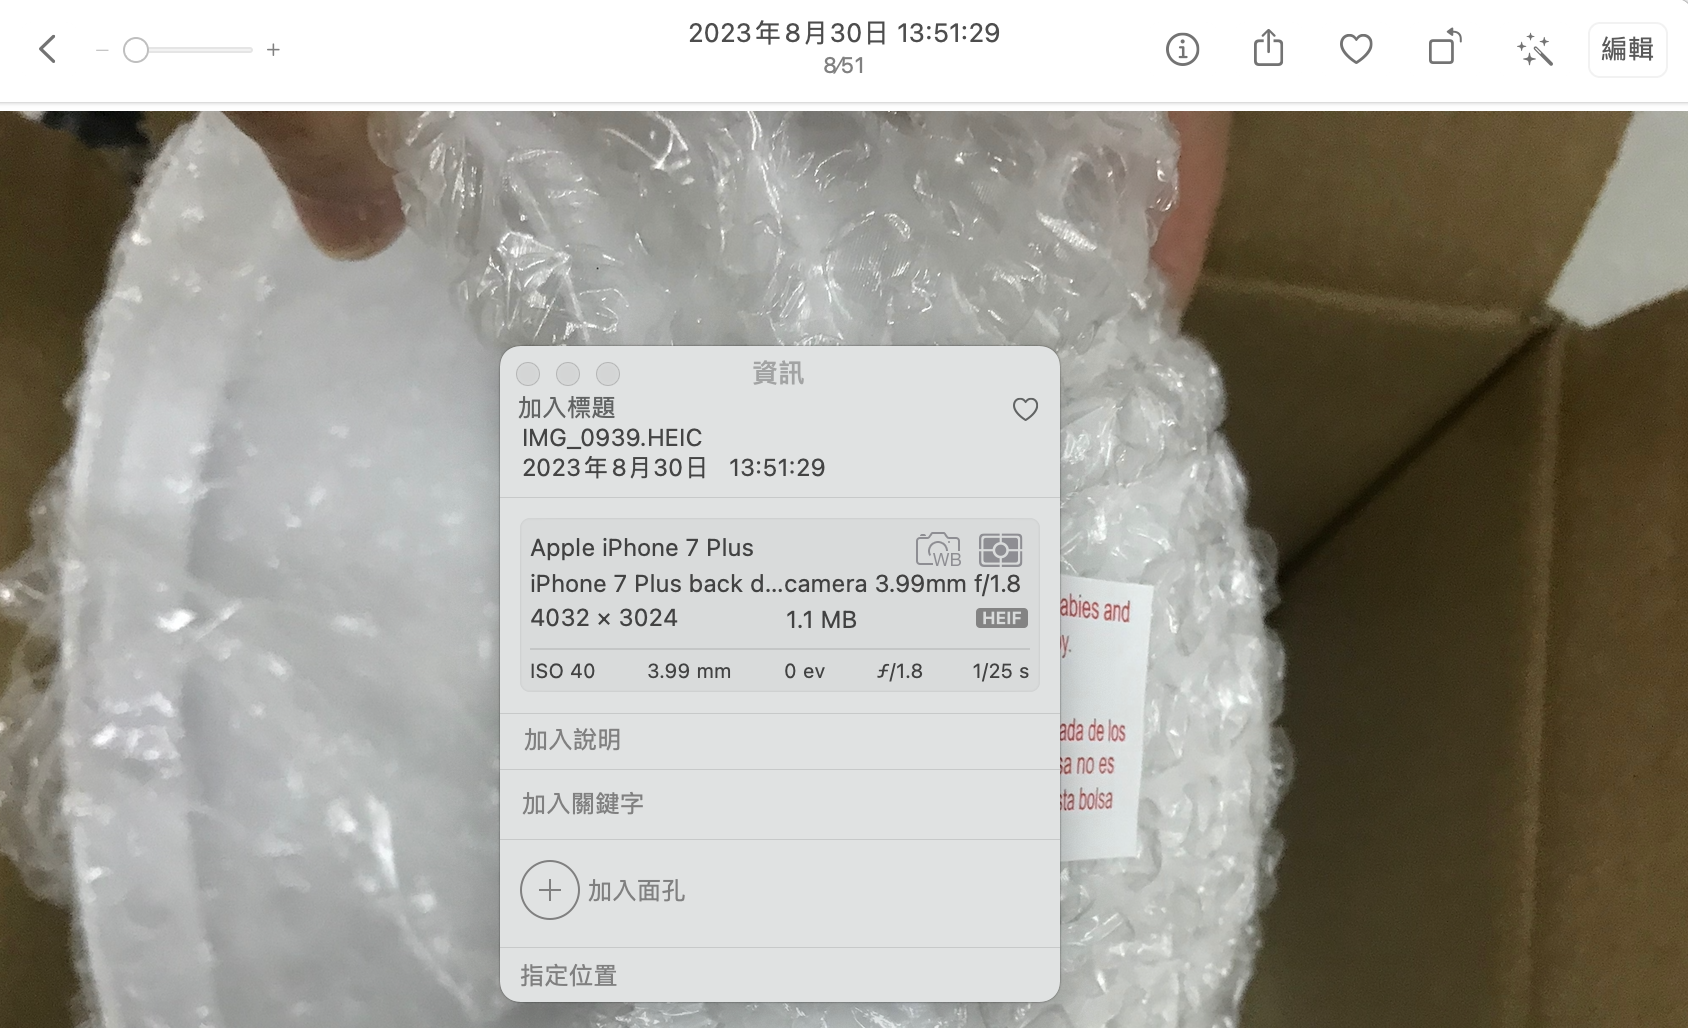 2023年8月30日 13:51:29
8/51
編輯
資訊
加入標題
IMG_0939.HEIC
2023年8月30日 13:51:29
Apple iPhone 7 Plus
WB
iPhone 7 Plus back d...camera 3.99mm f/1.8
4032 × 3024 1.1 MB HEIF
ISO 40 3.99 mm 0 ev ƒ/1.8 1/25 s
加入說明
加入關鍵字
加入面孔
指定位置
and
de los
no es
bolsa